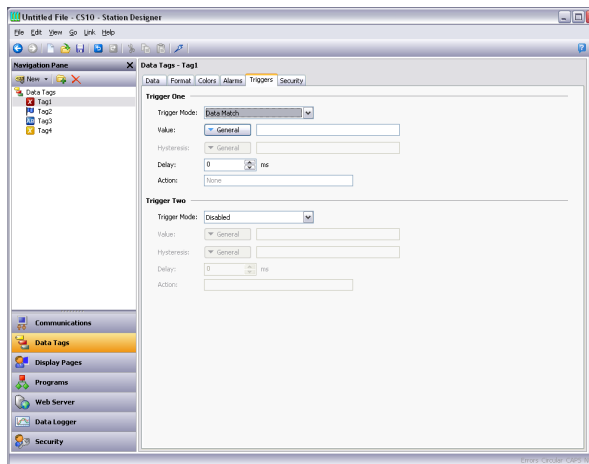 Untitled File - CS10 - Station Designer
File Edit View Go Link Help
Navigation Pane
New
Data Tags
Tag1
Tag2
Tag3
Tag4
Communications
Data Tags
Display Pages
Programs
Web Server
Data Logger
Security
Data Tags - Tag1
Data Format Colors Alarms Triggers Security
Trigger One
Trigger Mode: Data Match
Value: General
Hysteresis: General
Delay: 0 ms
Action: None
Trigger Two
Trigger Mode: Disabled
Value: General
Hysteresis: General
Delay: 0 ms
Action:
Errors Circular CAPS